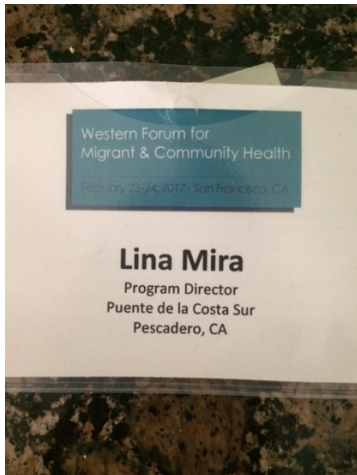 Western Forum for
Migrant & Community Health
February 22-24, 2017 - San Francisco, CA
Lina Mira
Program Director
Puente de la Costa Sur
Pescadero, CA